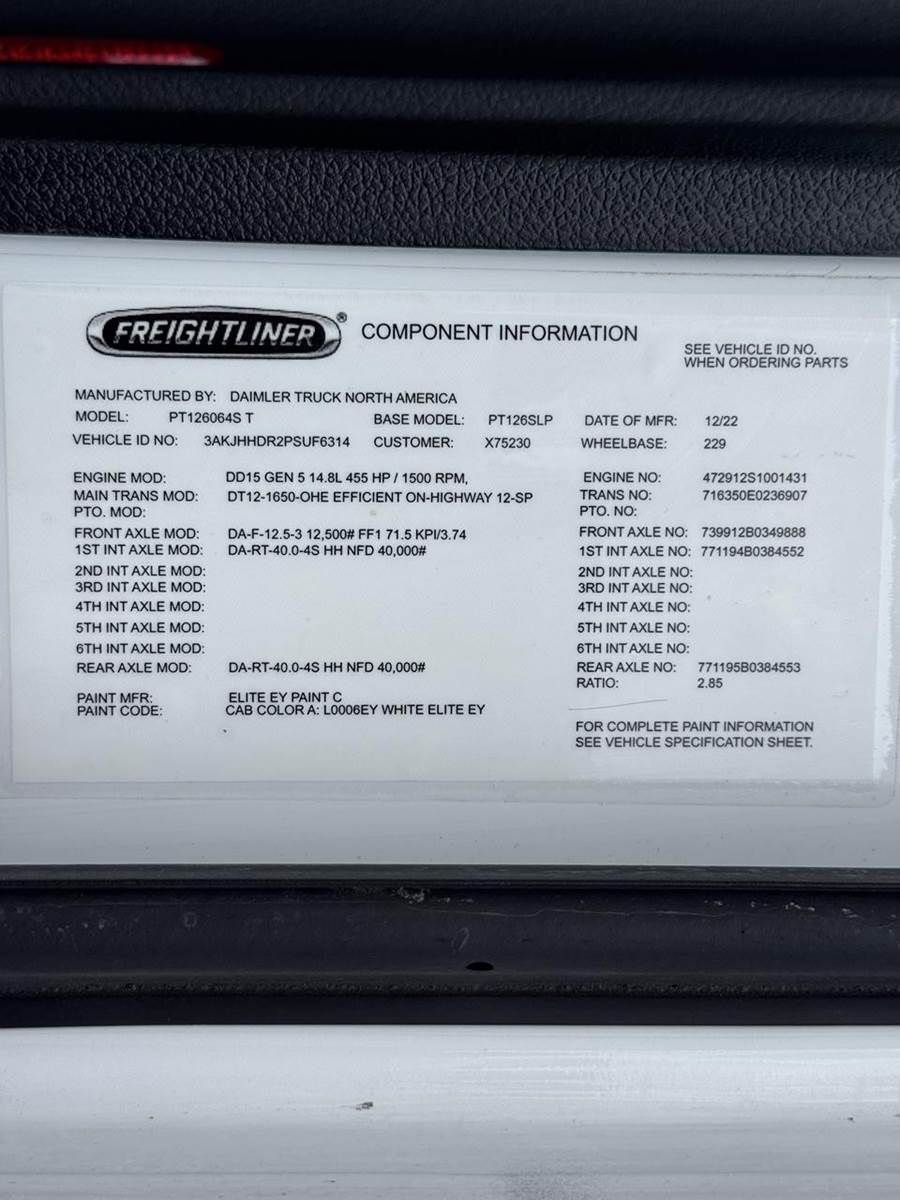 FREIGHTLINER® COMPONENT INFORMATION
SEE VEHICLE ID NO.
WHEN ORDERING PARTS
MANUFACTURED BY: DAIMLER TRUCK NORTH AMERICA
MODEL: PT126064S T BASE MODEL: PT126SLP DATE OF MFR: 12/22
VEHICLE ID NO: 3AKJHHDR2PSUF6314 CUSTOMER: X75230 WHEELBASE: 229
ENGINE MOD: DD15 GEN 5 14.8L 455 HP / 1500 RPM, ENGINE NO: 472912S1001431
MAIN TRANS MOD: DT12-1650-OHE EFFICIENT ON-HIGHWAY 12-SP TRANS NO: 716350E0236907
PTO. MOD: PTO. NO:
FRONT AXLE MOD: DA-F-12.5-3 12,500# FF1 71.5 KPI/3.74 FRONT AXLE NO: 739912B0349888
1ST INT AXLE MOD: DA-RT-40.0-4S HH NFD 40,000# 1ST INT AXLE NO: 771194B0384552
2ND INT AXLE MOD: 2ND INT AXLE NO:
3RD INT AXLE MOD: 3RD INT AXLE NO:
4TH INT AXLE MOD: 4TH INT AXLE NO:
5TH INT AXLE MOD: 5TH INT AXLE NO:
6TH INT AXLE MOD: 6TH INT AXLE NO:
REAR AXLE MOD: DA-RT-40.0-4S HH NFD 40,000# REAR AXLE NO: 771195B0384553
RATIO: 2.85
PAINT MFR: ELITE EY PAINT C
PAINT CODE: CAB COLOR A: L0006EY WHITE ELITE EY
FOR COMPLETE PAINT INFORMATION
SEE VEHICLE SPECIFICATION SHEET.